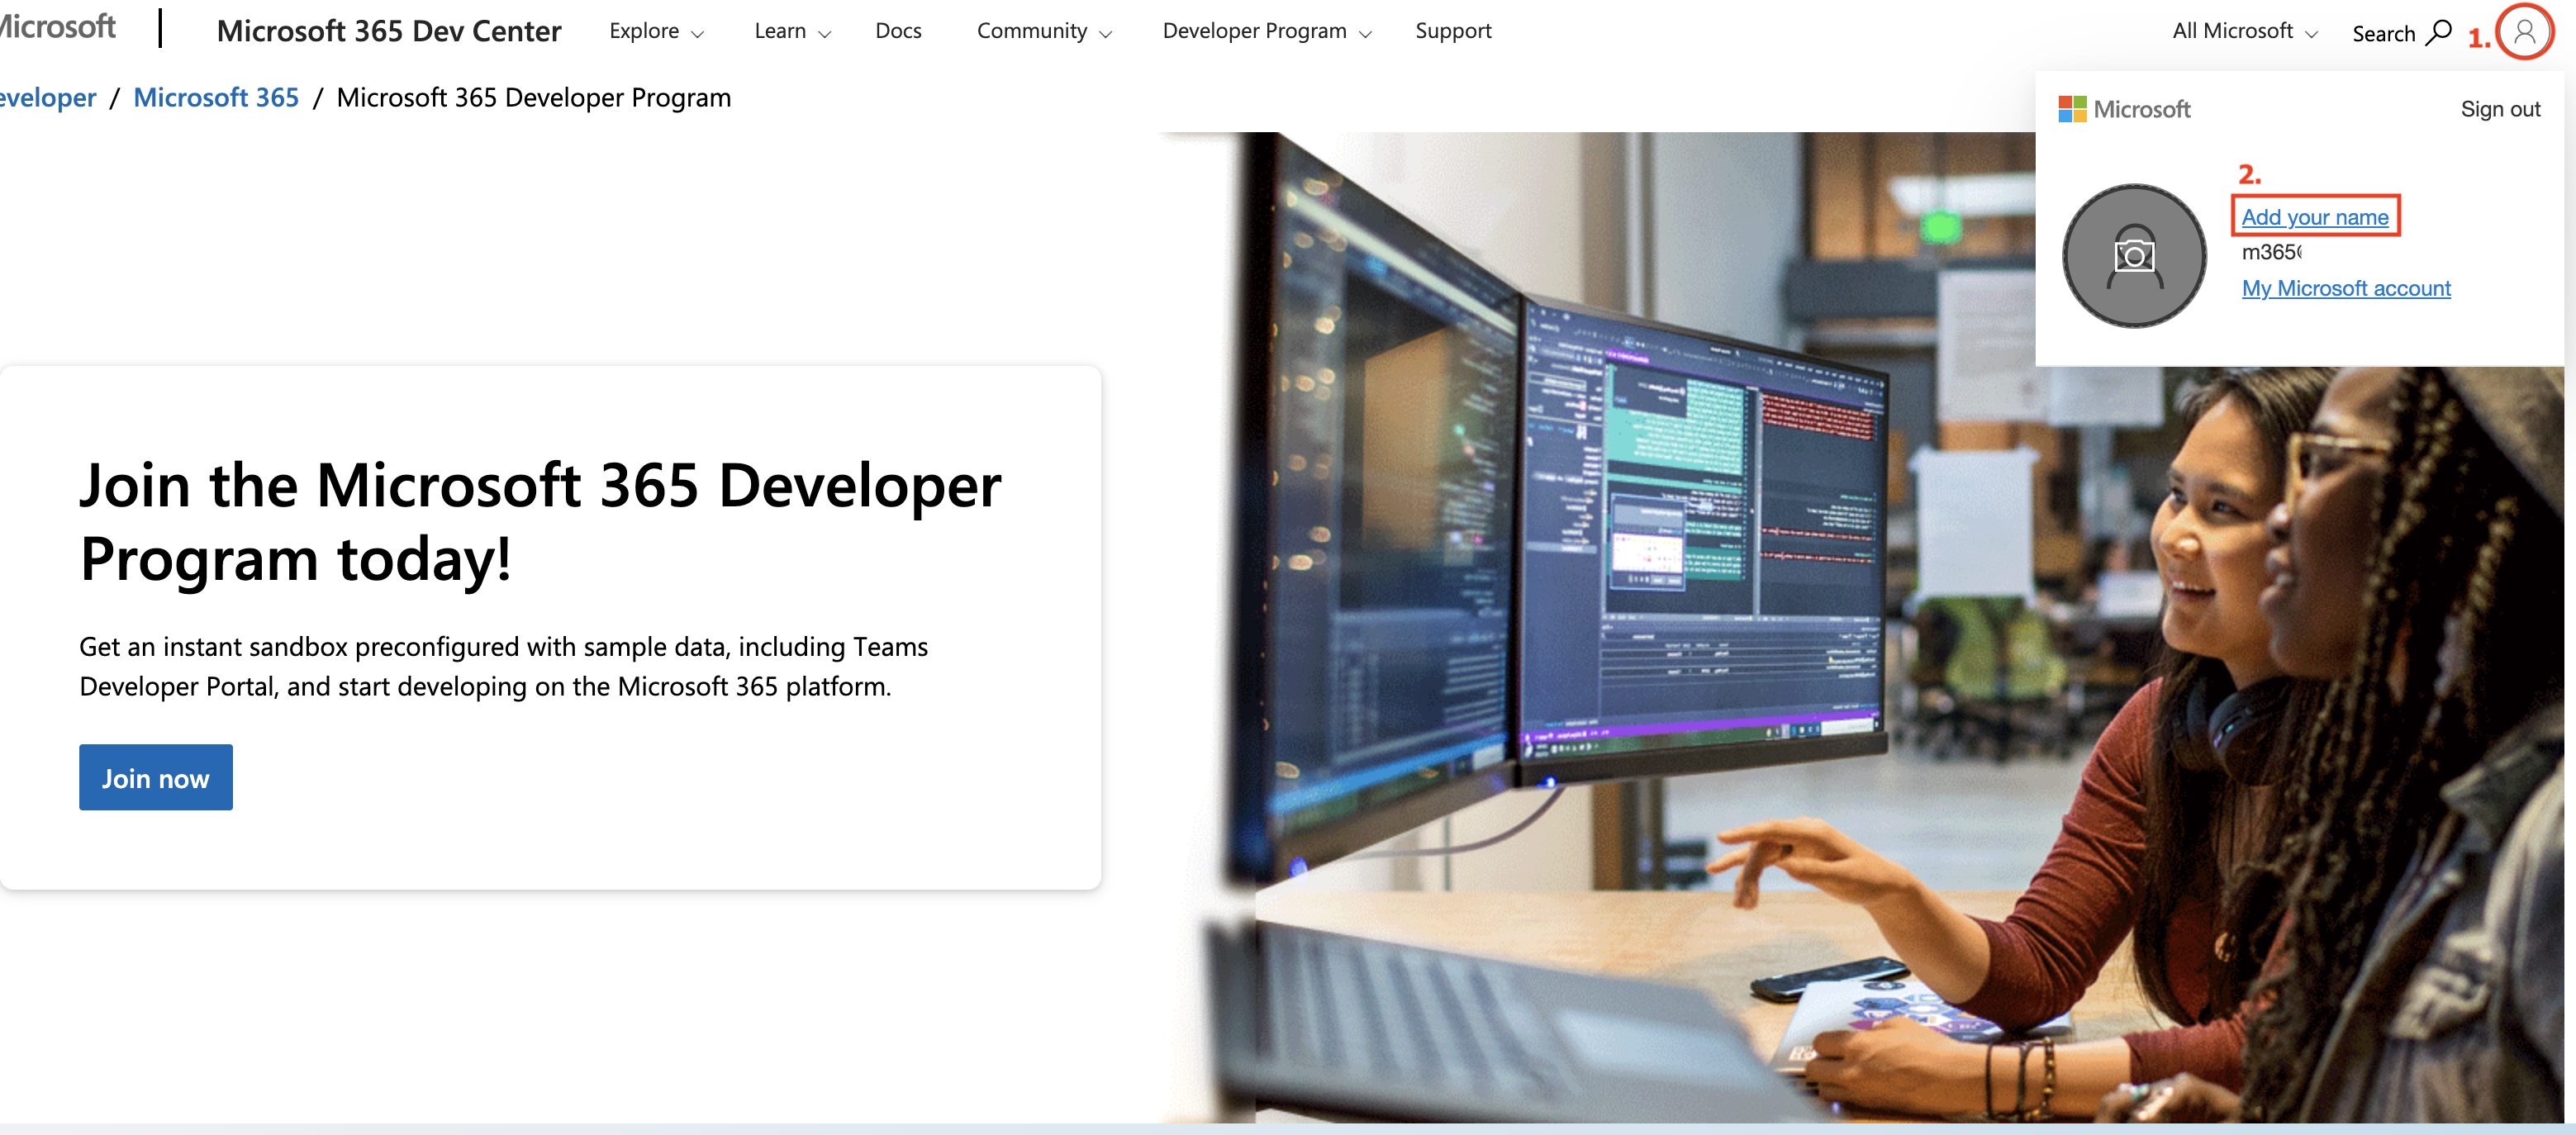 Microsoft
Microsoft 365 Dev Center
Explore
Learn
Docs
Community
Developer Program
Support
All Microsoft
Search
1.
eveloper / Microsoft 365 / Microsoft 365 Developer Program
Microsoft
Sign out
2.
Add your name
m365
My Microsoft account
Join the Microsoft 365 Developer
Program today!
Get an instant sandbox preconfigured with sample data, including Teams
Developer Portal, and start developing on the Microsoft 365 platform.
Join now